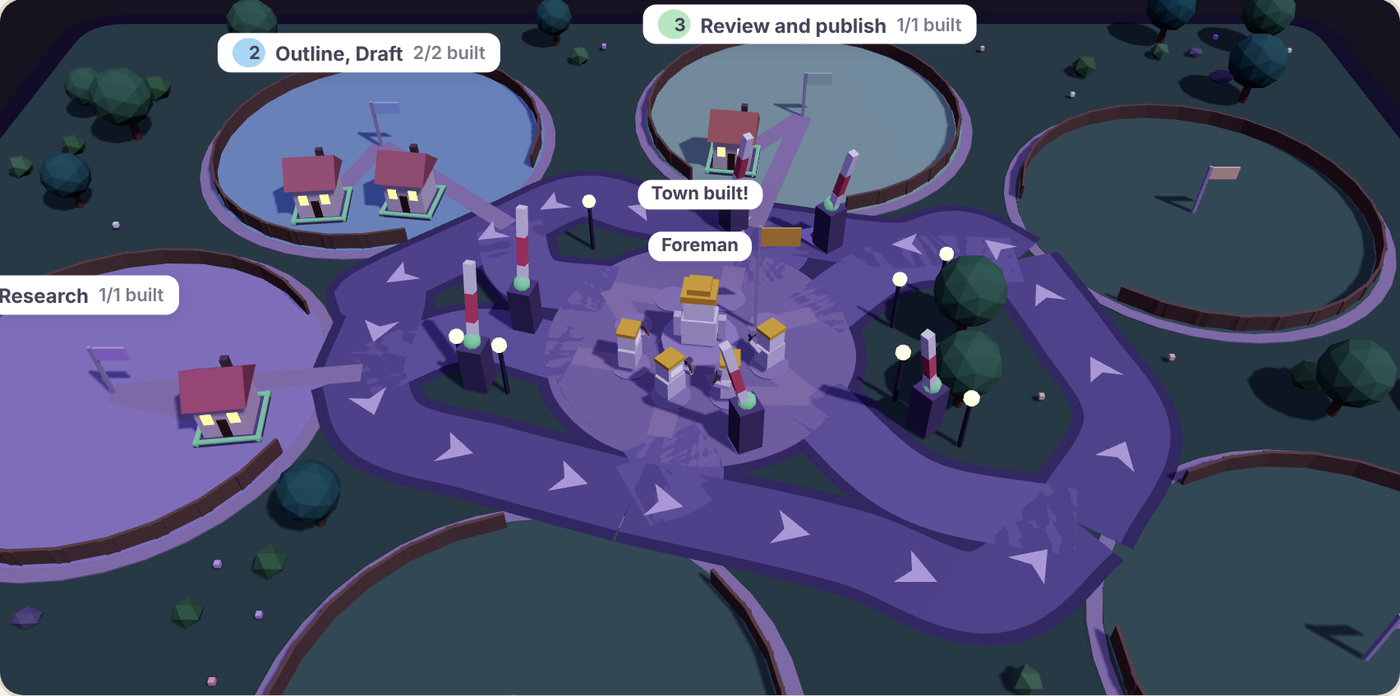 3 Review and publish 1/1 built
2 Outline, Draft 2/2 built
Town built!
Foreman
Research 1/1 built